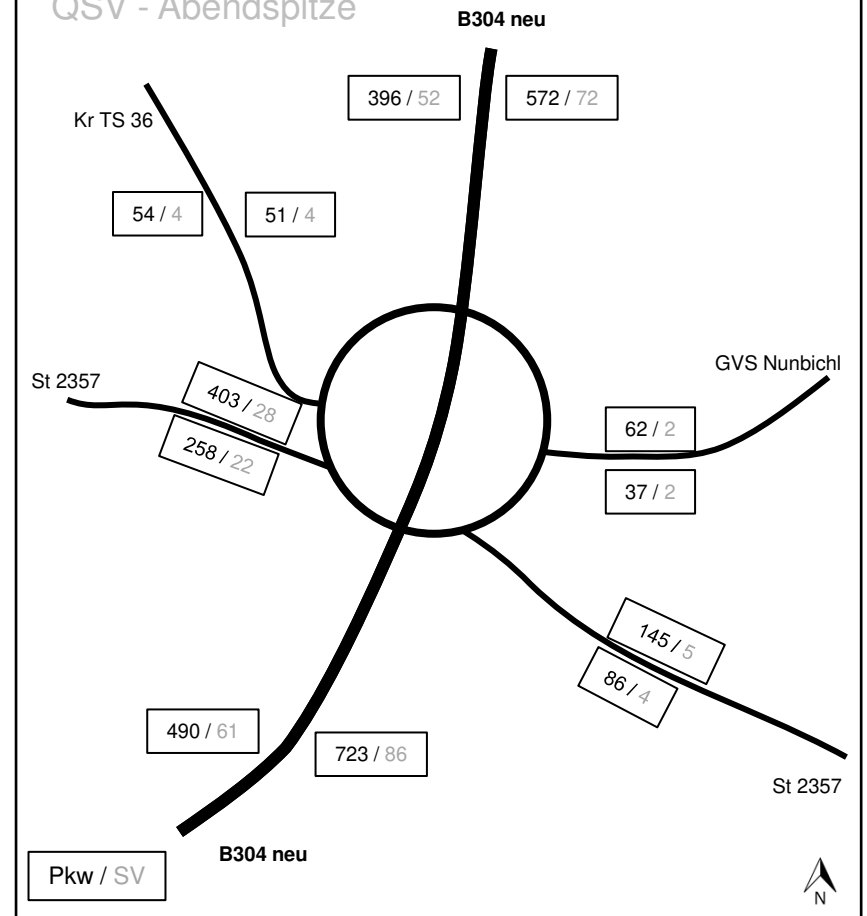 QSV - Abendspitze
B304 neu
396 / 52
572 / 72
Kr TS 36
54 / 4
51 / 4
GVS Nunbichl
St 2357
403 / 28
258 / 22
62 / 2
37 / 2
145 / 5
86 / 4
490 / 61
723 / 86
St 2357
B304 neu
Pkw / SV
N